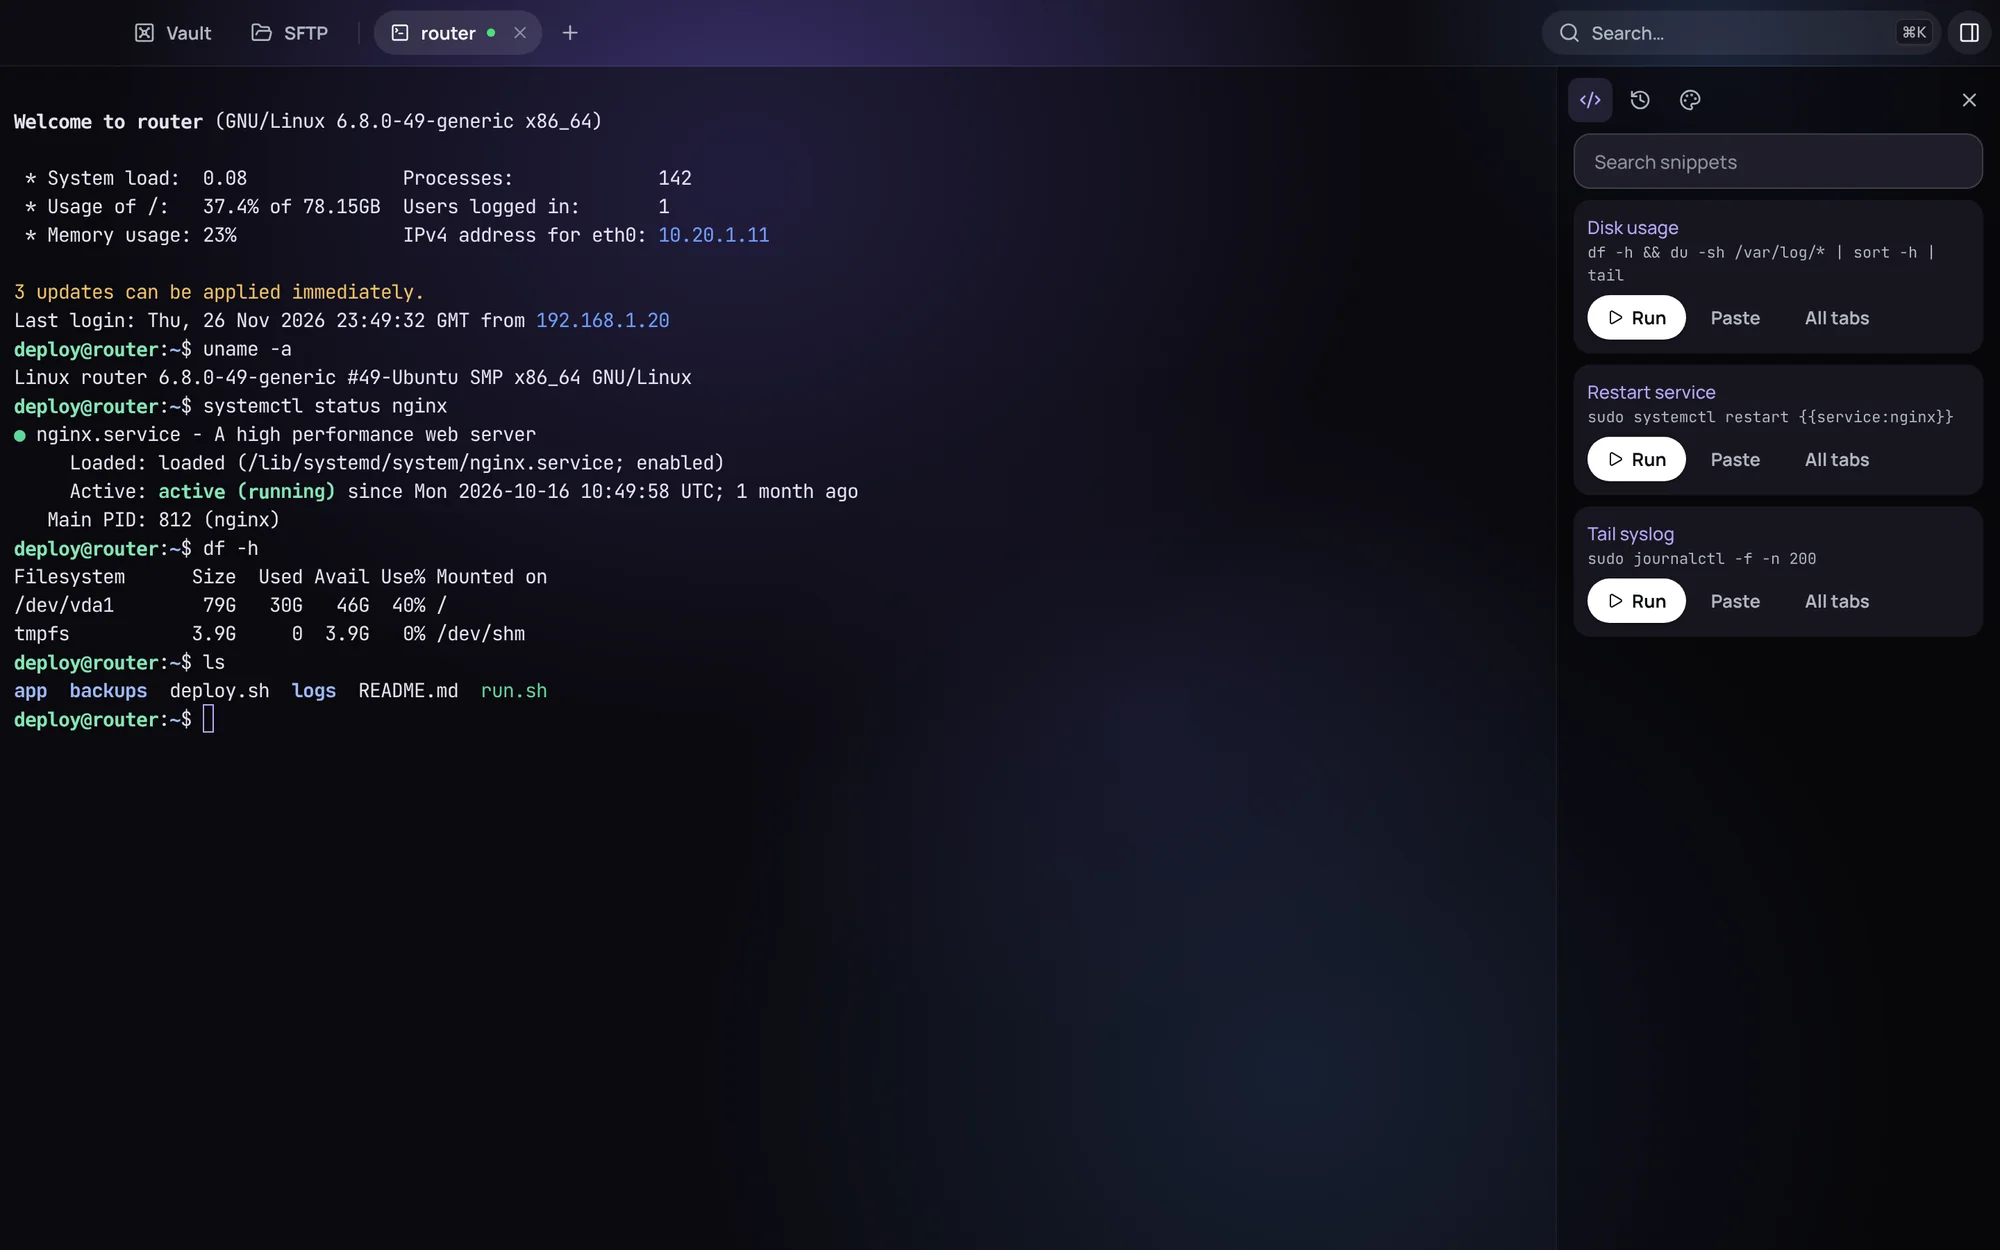 Vault SFTP router Search... ⌘K
Welcome to router (GNU/Linux 6.8.0-49-generic x86_64)
* System load: 0.08 Processes: 142
* Usage of /: 37.4% of 78.15GB Users logged in: 1
* Memory usage: 23% IPv4 address for eth0: 10.20.1.11
3 updates can be applied immediately.
Last login: Thu, 26 Nov 2026 23:49:32 GMT from 192.168.1.20
deploy@router:~$ uname -a
Linux router 6.8.0-49-generic #49-Ubuntu SMP x86_64 GNU/Linux
deploy@router:~$ systemctl status nginx
● nginx.service - A high performance web server
Loaded: loaded (/lib/systemd/system/nginx.service; enabled)
Active: active (running) since Mon 2026-10-16 10:49:58 UTC; 1 month ago
Main PID: 812 (nginx)
deploy@router:~$ df -h
Filesystem Size Used Avail Use% Mounted on
/dev/vda1 79G 30G 46G 40% /
tmpfs 3.9G 0 3.9G 0% /dev/shm
deploy@router:~$ ls
app backups deploy.sh logs README.md run.sh
deploy@router:~$
Search snippets
Disk usage
df -h && du -sh /var/log/* | sort -h |
tail
Run Paste All tabs
Restart service
sudo systemctl restart {{service:nginx}}
Run Paste All tabs
Tail syslog
sudo journalctl -f -n 200
Run Paste All tabs